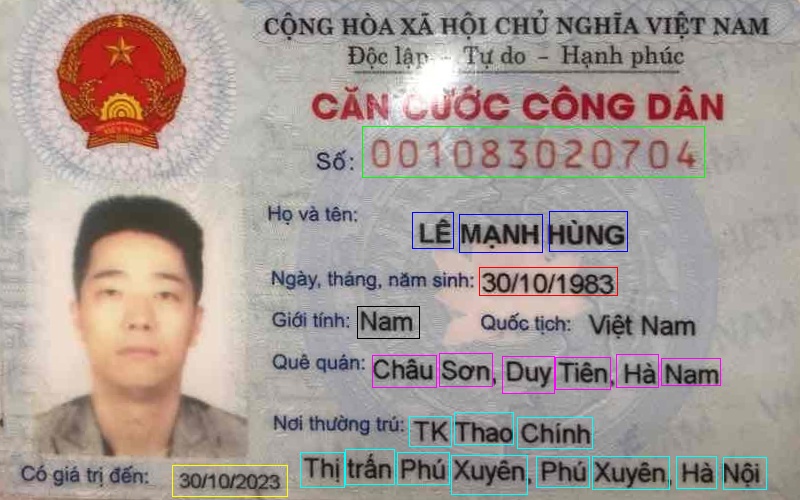 CỘNG HÒA XÃ HỘI CHỦ NGHĨA VIỆT NAM
Độc lập - Tự do - Hạnh phúc
CĂN CƯỚC CÔNG DÂN
Số: 001083020704
Họ và tên:
LÊ MẠNH HÙNG
Ngày, tháng, năm sinh: 30/10/1983
Giới tính: Nam Quốc tịch: Việt Nam
Quê quán: Châu Sơn, Duy Tiên, Hà Nam
Nơi thường trú: TK Thao Chính
Thị trấn Phú Xuyên, Phú Xuyên, Hà Nội
Có giá trị đến: 30/10/2023
VIỆT NAM